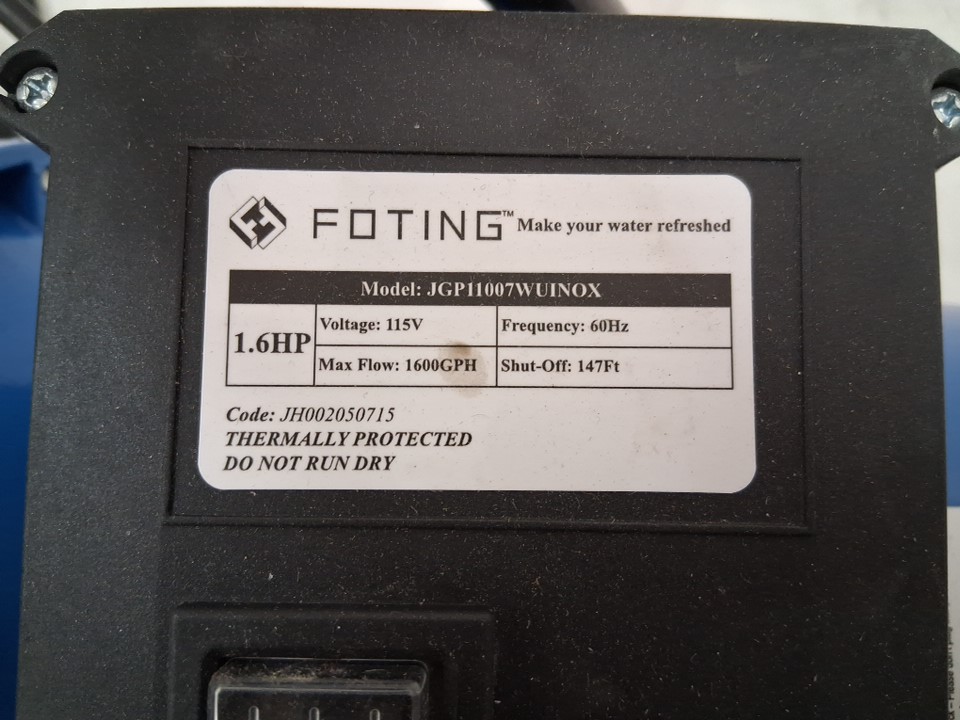 FOTING™ Make your water refreshed
Model: JGP11007WUINOX
1.6HP
Voltage: 115V
Frequency: 60Hz
Max Flow: 1600GPH
Shut-Off: 147Ft
Code: JH002050715
THERMALLY PROTECTED
DO NOT RUN DRY